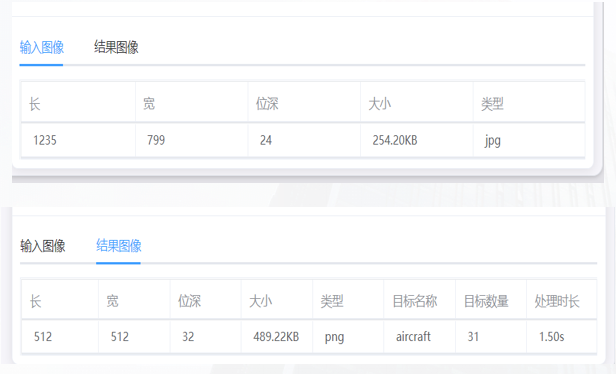 输入图像 结果图像
长 宽 位深 大小 类型
1235 799 24 254.20KB jpg
输入图像 结果图像
长 宽 位深 大小 类型 目标名称 目标数量 处理时长
512 512 32 489.22KB png aircraft 31 1.50s